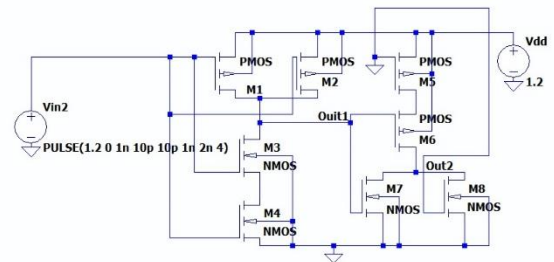 Vdd
PMOS
PMOS
PMOS
M1
M2
M5
1.2
Vin2
Ouit1
PMOS
M6
PULSE(1.2 0 1n 10p 10p 1n 2n 4)
M3
NMOS
Out2
M7
M8
NMOS
NMOS
M4
NMOS